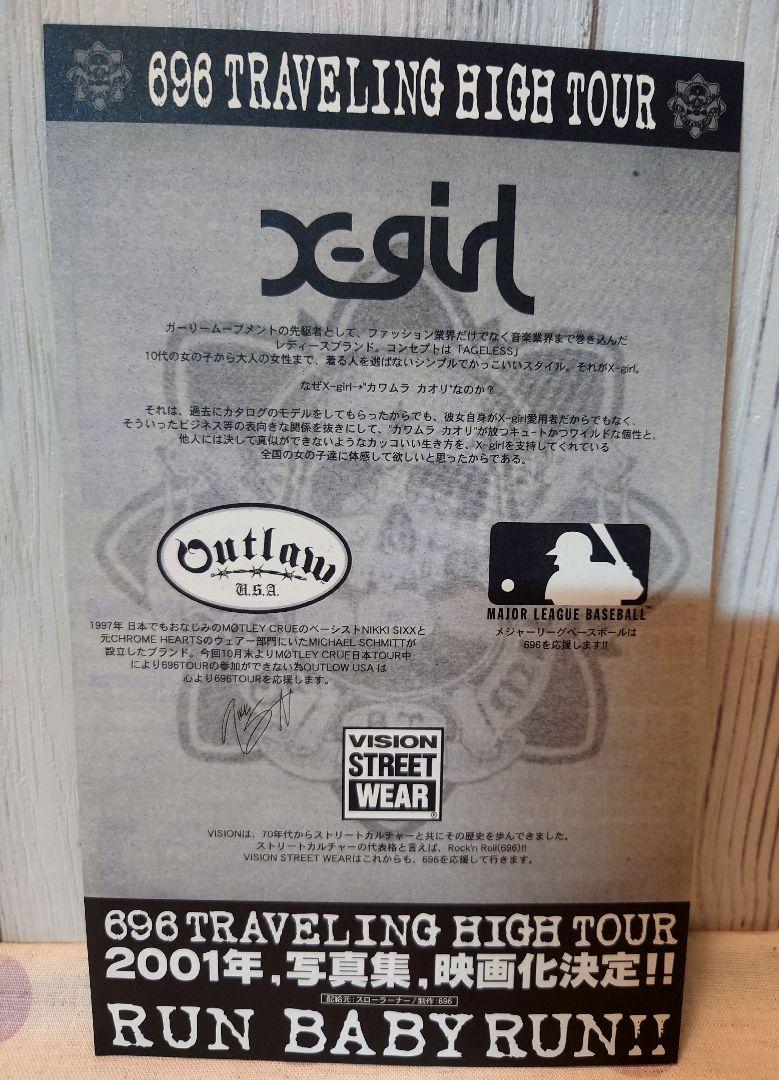 696 TRAVELING HIGH TOUR
X-girl
ガーリームーブメントの先駆者として、ファッション業界だけでなく音楽業界まで巻き込んだ
レディースブランド。コンセプトは「AGELESS」
10代の女の子から大人の女性まで、着る人を選ばないシンプルでかっこいいスタイル。それがX-girl。
なぜX-girl→"カワムラ カオリ"なのか？
それは、過去にカタログのモデルをしてもらったからでも、彼女自身がX-girl愛用者だからでもなく、
そういったビジネス等の表向きな関係を抜きにして、"カワムラ カオリ"が放つキュートかつワイルドな個性と、
他人には決して真似ができないようなカッコいい生き方を、X-girlを支持してくれている
全国の女の子達に体感して欲しいと思ったからである。
Outlaw
U.S.A.
1997年 日本でもおなじみのMØTLEY CRUEのベーシストNIKKI SIXXと
元CHROME HEARTSのウェアー部門にいたMICHAEL SCHMITTが
設立したブランド。今回10月末よりMØTLEY CRUE日本TOUR中
により696TOURの参加ができない為OUTLOW USA は
心より696TOURを応援します。
MAJOR LEAGUE BASEBALL™
メジャーリーグベースボールは
696を応援します!!
VISION
STREET
WEAR®
VISIONは、70年代からストリートカルチャーと共にその歴史を歩んできました。
ストリートカルチャーの代表格と言えば、Rock'n Roll(696)!!
VISION STREET WEARはこれからも、696を応援して行きます。
696 TRAVELING HIGH TOUR
2001年,写真集,映画化決定!!
配給元：スローラーナー/制作：696
RUN BABY RUN!!